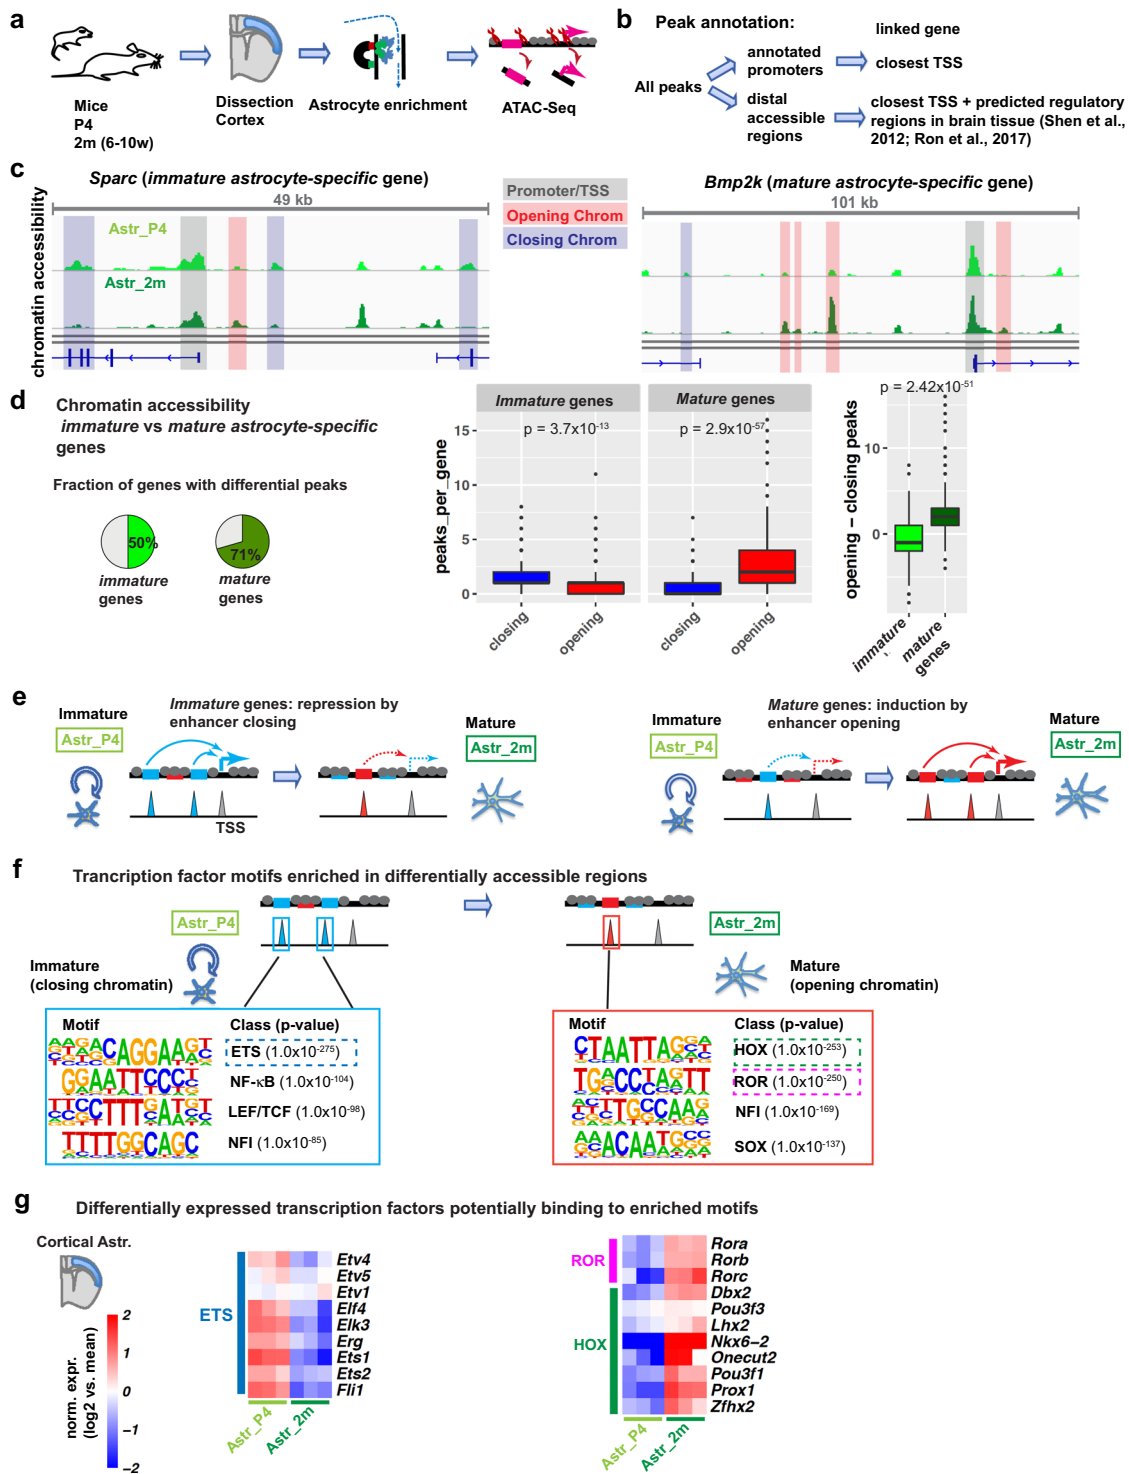 a
Mice
P4
2m (6-10w)
Dissection
Cortex
Astrocyte enrichment
ATAC-Seq
b
Peak annotation:
All peaks
annotated
promoters
linked gene
closest TSS
distal
accessible
regions
closest TSS + predicted regulatory
regions in brain tissue (Shen et al.,
2012; Ron et al., 2017)
c
Sparc (immature astrocyte-specific gene)
49 kb
chromatin accessibility
Astr_P4
Astr_2m
Promoter/TSS
Opening Chrom
Closing Chrom
Bmp2k (mature astrocyte-specific gene)
101 kb
d
Chromatin accessibility
immature vs mature astrocyte-specific
genes
Fraction of genes with differential peaks
50%
immature
genes
71%
mature
genes
Immature genes
Mature genes
p = 3.7x10-13
p = 2.9x10-57
peaks_per_gene
15
10
5
0
closing
opening
closing
opening
p = 2.42x10-51
opening – closing peaks
10
0
immature
mature
genes
e
Immature
Astr_P4
Immature genes: repression by
enhancer closing
TSS
Mature
Astr_2m
Immature
Astr_P4
Mature genes: induction by
enhancer opening
Mature
Astr_2m
f
Trancription factor motifs enriched in differentially accessible regions
Astr_P4
Immature
(closing chromatin)
Astr_2m
Mature
(opening chromatin)
Motif
Class (p-value)
ETS (1.0x10-275)
NF-κB (1.0x10-104)
LEF/TCF (1.0x10-98)
NFI (1.0x10-85)
Motif
Class (p-value)
HOX (1.0x10-253)
ROR (1.0x10-250)
NFI (1.0x10-169)
SOX (1.0x10-137)
g
Differentially expressed transcription factors potentially binding to enriched motifs
Cortical Astr.
norm. expr.
(log2 vs. mean)
2
1
0
−1
−2
ETS
Etv4
Etv5
Etv1
Elf4
Elk3
Erg
Ets1
Ets2
Fli1
Astr_P4
Astr_2m
ROR
HOX
Rora
Rorb
Rorc
Dbx2
Pou3f3
Lhx2
Nkx6−2
Onecut2
Pou3f1
Prox1
Zfhx2
Astr_P4
Astr_2m